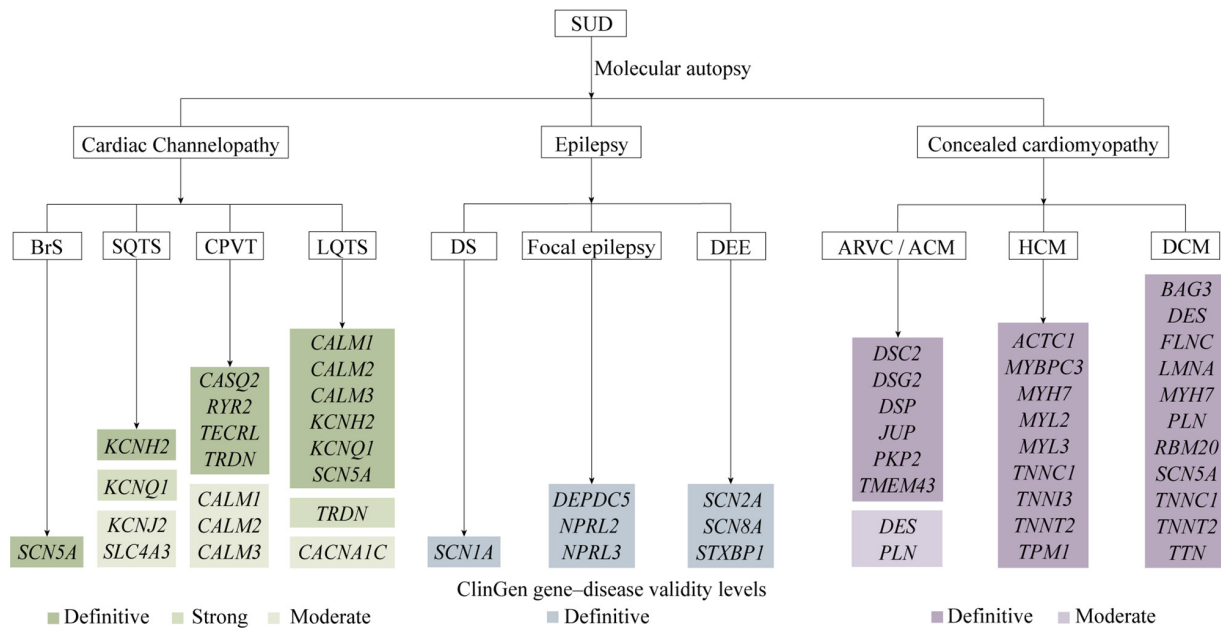 SUD
Molecular autopsy
Cardiac Channelopathy
Epilepsy
Concealed cardiomyopathy
BrS
SQTS
CPVT
LQTS
DS
Focal epilepsy
DEE
ARVC / ACM
HCM
DCM
SCN5A
KCNH2
KCNQ1
KCNJ2
SLC4A3
CASQ2
RYR2
TECRL
TRDN
CALM1
CALM2
CALM3
CALM1
CALM2
CALM3
KCNH2
KCNQ1
SCN5A
TRDN
CACNA1C
SCN1A
DEPDC5
NPRL2
NPRL3
SCN2A
SCN8A
STXBP1
DSC2
DSG2
DSP
JUP
PKP2
TMEM43
DES
PLN
ACTC1
MYBPC3
MYH7
MYL2
MYL3
TNNC1
TNNI3
TNNT2
TPM1
BAG3
DES
FLNC
LMNA
MYH7
PLN
RBM20
SCN5A
TNNC1
TNNT2
TTN
ClinGen gene–disease validity levels
Definitive
Strong
Moderate
Definitive
Definitive
Moderate